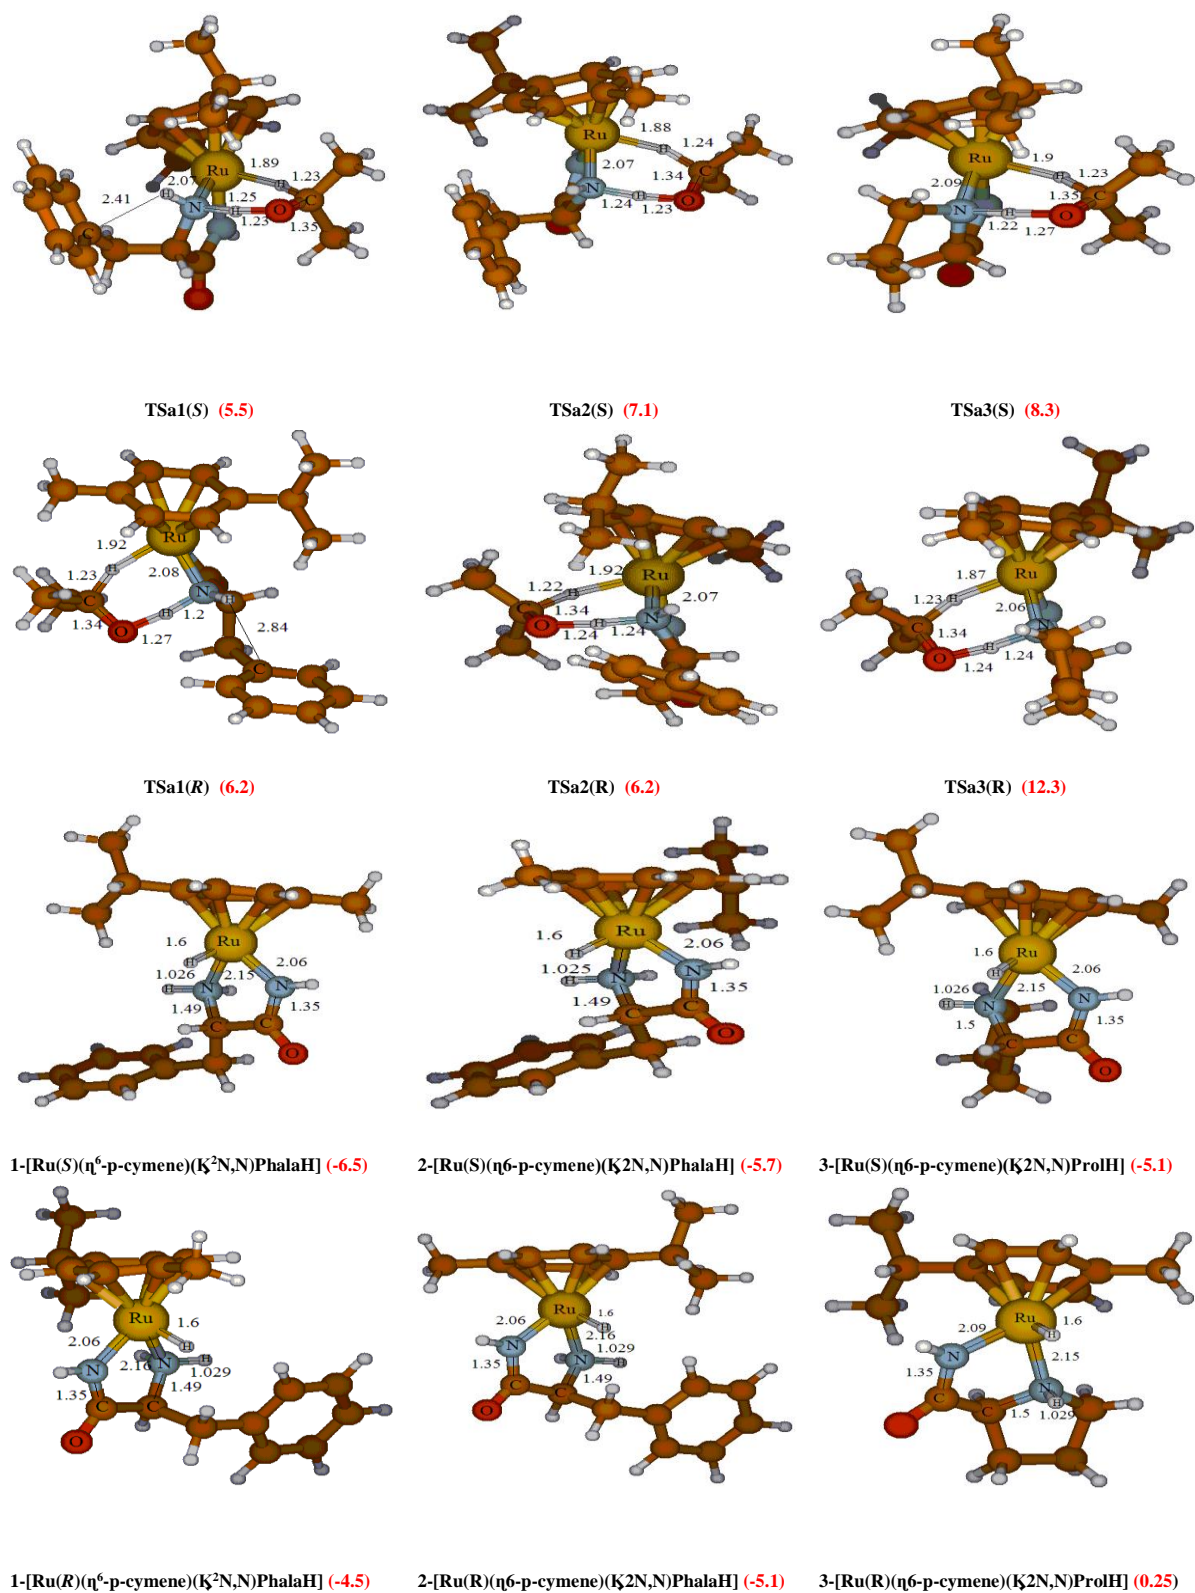 Ru
1.89
1.23
2.07
2.41
H
H
1.25
N
H
O
1.23
1.35
C
TSa1(S) (5.5)
Ru
1.88
1.24
H
2.07
1.34
C
N
H
O
1.24
1.23
TSa2(S) (7.1)
Ru
1.9
H
1.23
2.09
1.35
C
N
H
O
1.22
1.27
TSa3(S) (8.3)
Ru
1.92
H
1.23
2.08
N
H
C
H
1.2
1.34
O
1.27
2.84
C
TSa1(R) (6.2)
1.92
Ru
1.22
H
2.07
C
1.34
O
H
N
1.24
1.24
TSa2(R) (6.2)
1.87
Ru
1.23
H
2.06
C
N
1.34
H
O
1.24
1.24
TSa3(R) (12.3)
Ru
1.6
H
2.06
1.026
2.15
H
N
N
1.49
1.35
C
C
O
1-[Ru(S)(η⁶-p-cymene)(Ҟ²N,N)PhalaH] (-6.5)
Ru
1.6
H
2.06
1.025
H
N
N
1.49
1.35
C
C
O
2-[Ru(S)(η6-p-cymene)(Ҟ2N,N)PhalaH] (-5.7)
Ru
1.6
H
2.06
1.026
2.15
H
N
N
1.5
1.35
C
C
O
3-[Ru(S)(η6-p-cymene)(Ҟ2N,N)ProlH] (-5.1)
Ru
1.6
H
2.06
N
2.16
N
H
1.029
1.35
1.49
C
C
O
1-[Ru(R)(η⁶-p-cymene)(Ҟ²N,N)PhalaH] (-4.5)
Ru
1.6
H
2.06
2.16
N
1.029
N
H
1.35
1.49
C
C
O
2-[Ru(R)(η6-p-cymene)(Ҟ2N,N)PhalaH] (-5.1)
Ru
1.6
H
2.09
N
2.15
1.35
N
H
C
C
1.5
1.029
3-[Ru(R)(η6-p-cymene)(Ҟ2N,N)ProlH] (0.25)